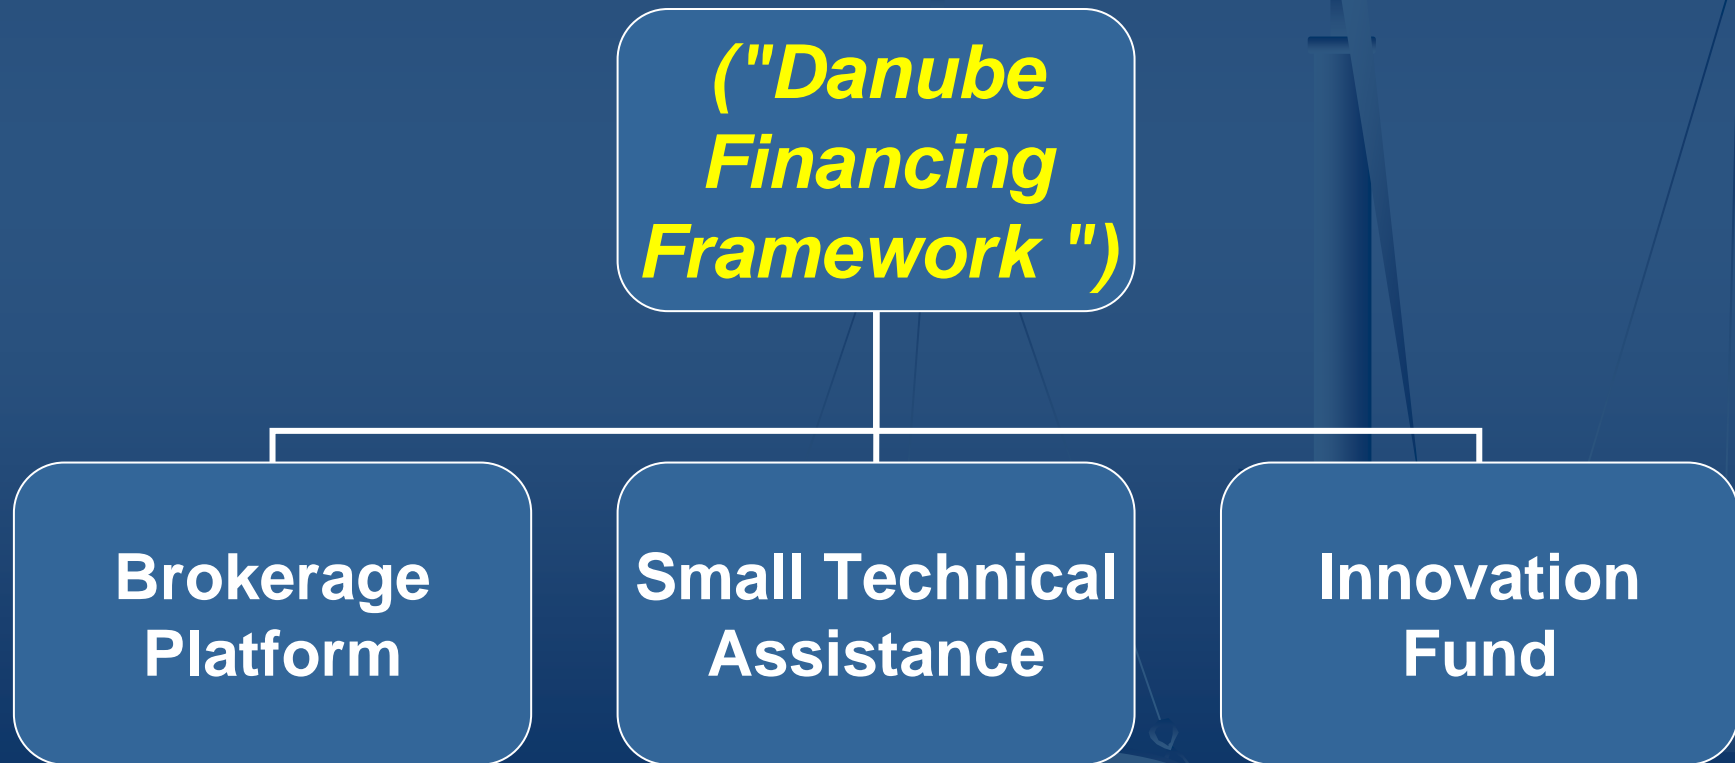 ("Danube
Financing
Framework ")
Brokerage
Platform
Small Technical
Assistance
Innovation
Fund